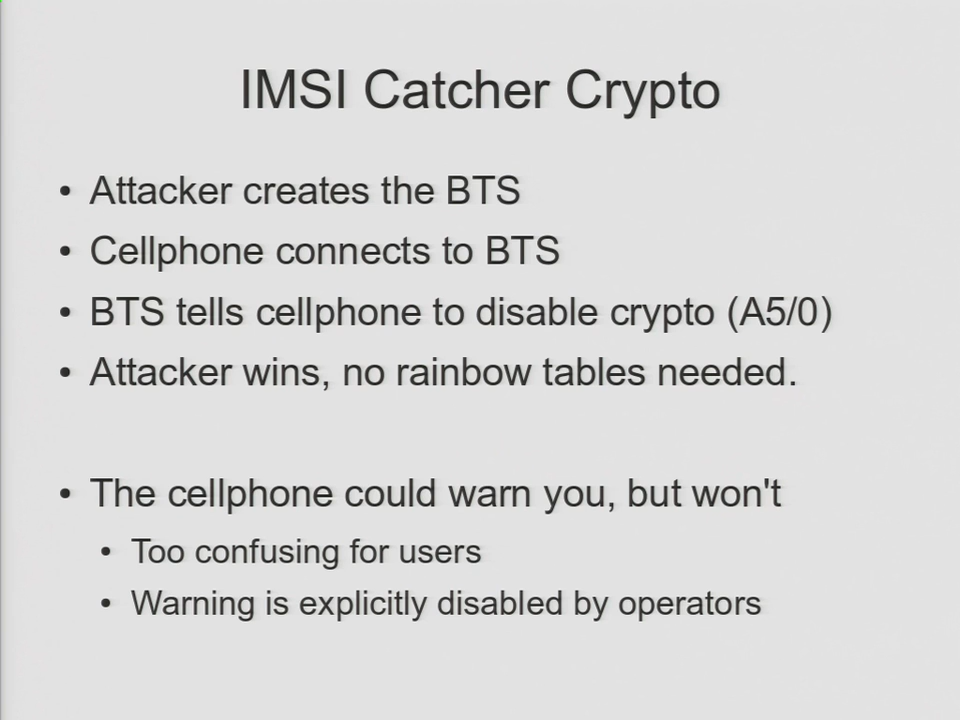 IMSI Catcher Crypto
• Attacker creates the BTS
• Cellphone connects to BTS
• BTS tells cellphone to disable crypto (A5/0)
• Attacker wins, no rainbow tables needed.
• The cellphone could warn you, but won't
• Too confusing for users
• Warning is explicitly disabled by operators